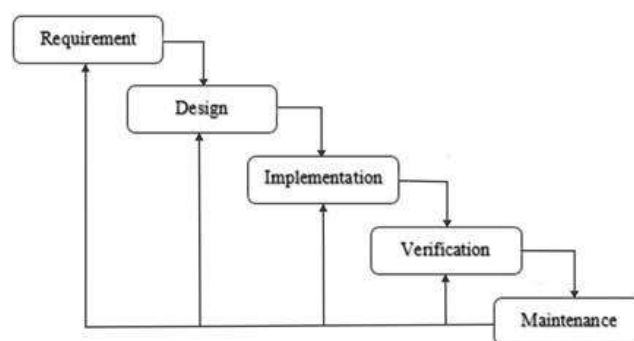 Requirement
Design
Implementation
Verification
Maintenance